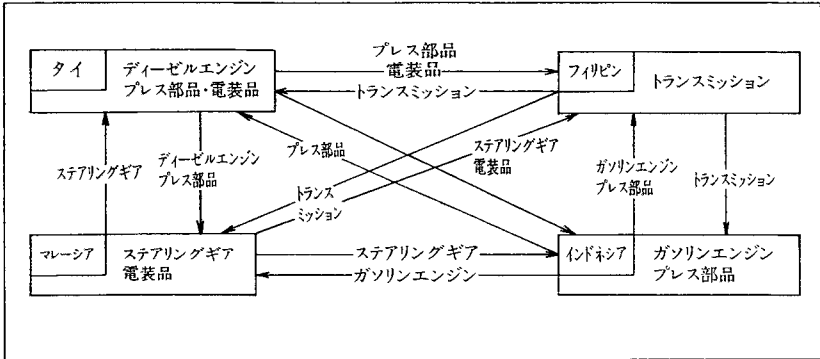 タイ
ディーゼルエンジン
プレス部品・電装品
プレス部品
電装品
トランスミッション
フィリピン
トランスミッション
ステアリングギア
ディーゼルエンジン
プレス部品
プレス部品
ステアリングギア
電装品
ガソリンエンジン
プレス部品
トランスミッション
トランス
ミッション
マレーシア
ステアリングギア
電装品
ステアリングギア
ガソリンエンジン
インドネシア
ガソリンエンジン
プレス部品